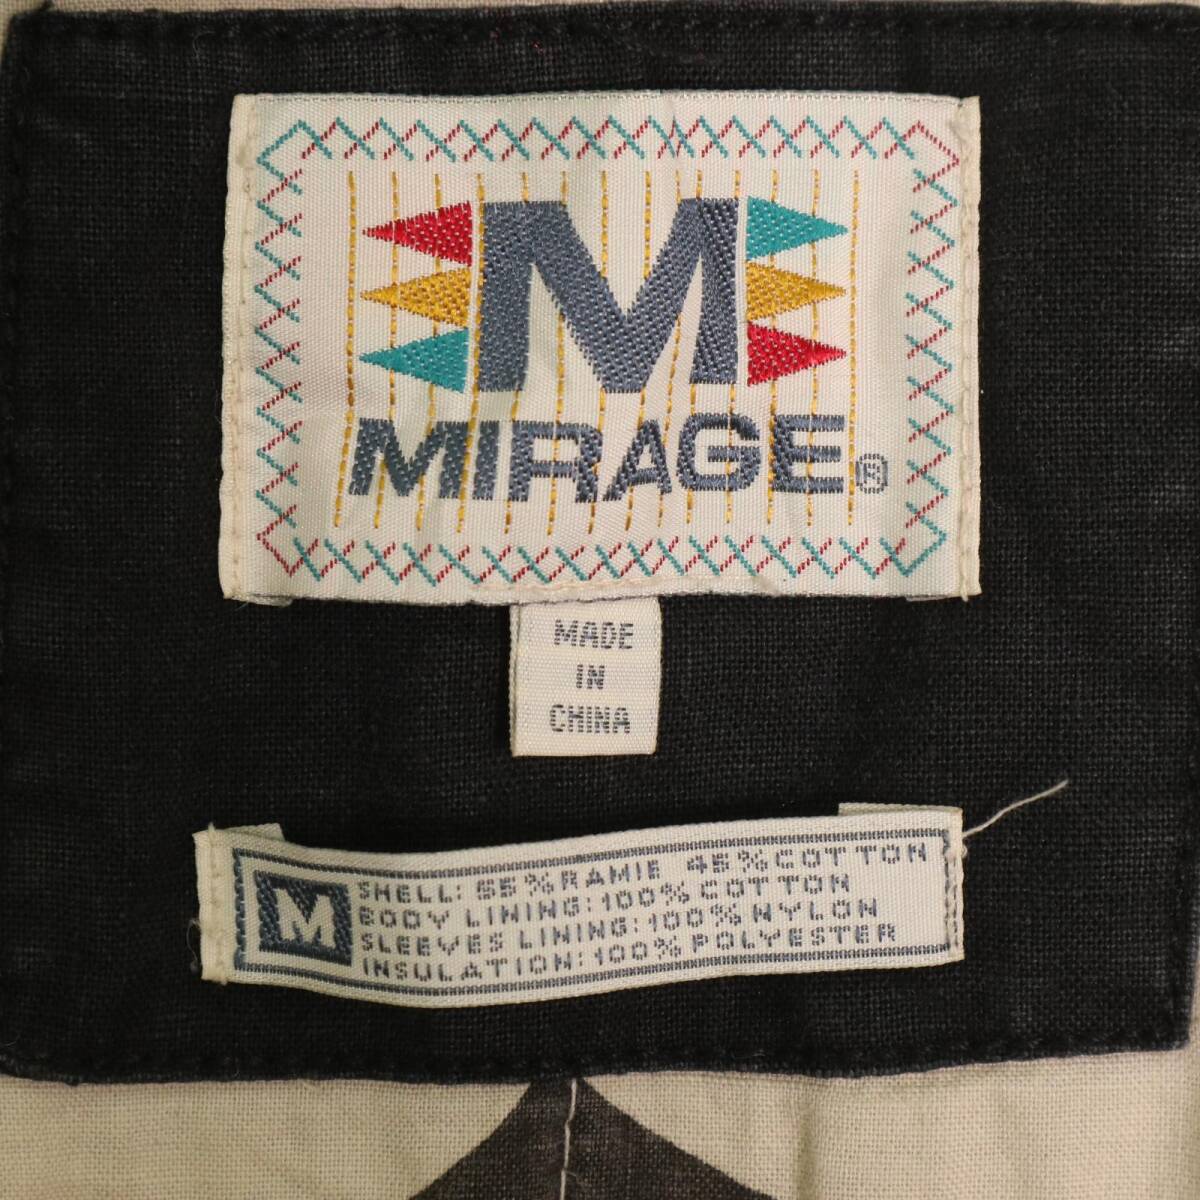 M
MIRAGE®
MADE
IN
CHINA
M
SHELL: 55%RAMIE 45%COTTON
BODY LINING:100%COTTON
SLEEVES LINING:100%NYLON
INSULATION:100%POLYESTER